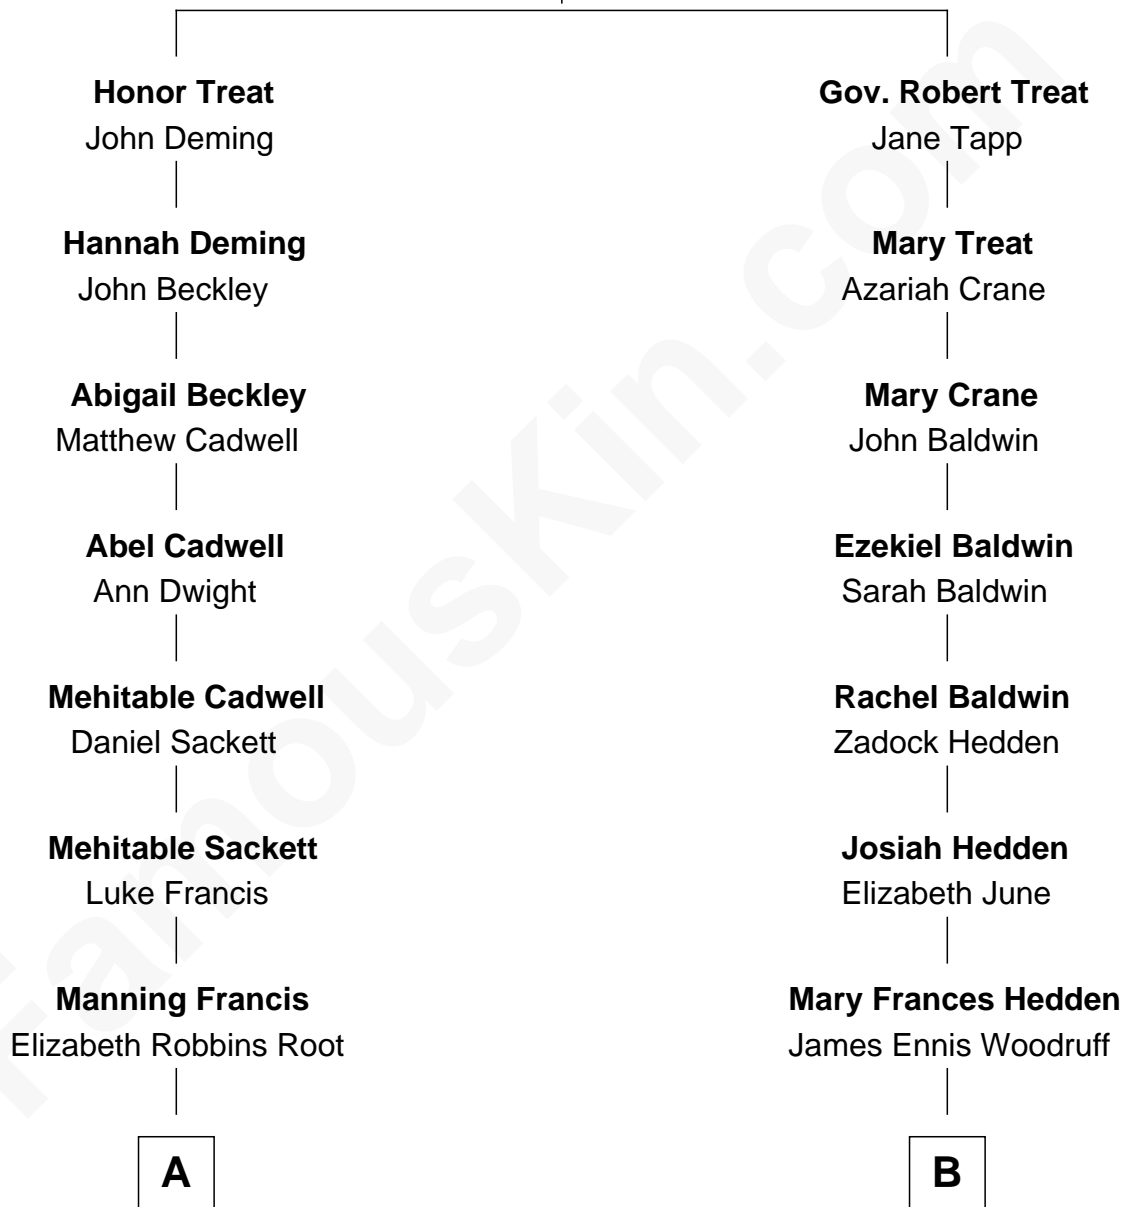 Honor Treat
John Deming
Gov. Robert Treat
Jane Tapp
Hannah Deming
John Beckley
Mary Treat
Azariah Crane
Abigail Beckley
Matthew Cadwell
Mary Crane
John Baldwin
Abel Cadwell
Ann Dwight
Ezekiel Baldwin
Sarah Baldwin
Mehitable Cadwell
Daniel Sackett
Rachel Baldwin
Zadock Hedden
Mehitable Sackett
Luke Francis
Josiah Hedden
Elizabeth June
Manning Francis
Elizabeth Robbins Root
Mary Frances Hedden
James Ennis Woodruff
A
B
FamousKin.com